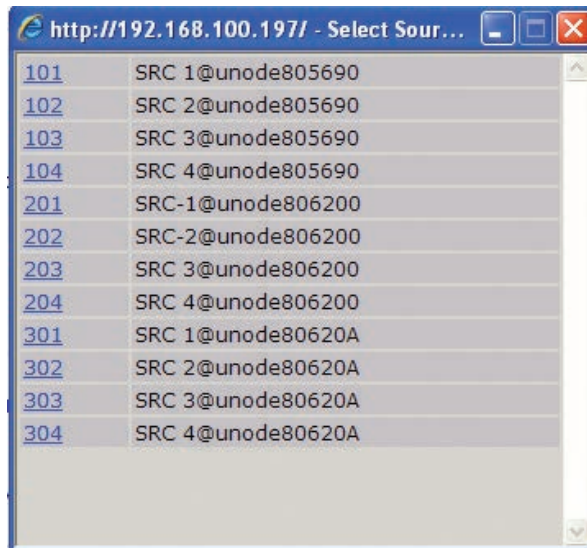 http://192.168.100.197/ - Select Sour...
101 SRC 1@unode805690
102 SRC 2@unode805690
103 SRC 3@unode805690
104 SRC 4@unode805690
201 SRC-1@unode806200
202 SRC-2@unode806200
203 SRC 3@unode806200
204 SRC 4@unode806200
301 SRC 1@unode80620A
302 SRC 2@unode80620A
303 SRC 3@unode80620A
304 SRC 4@unode80620A